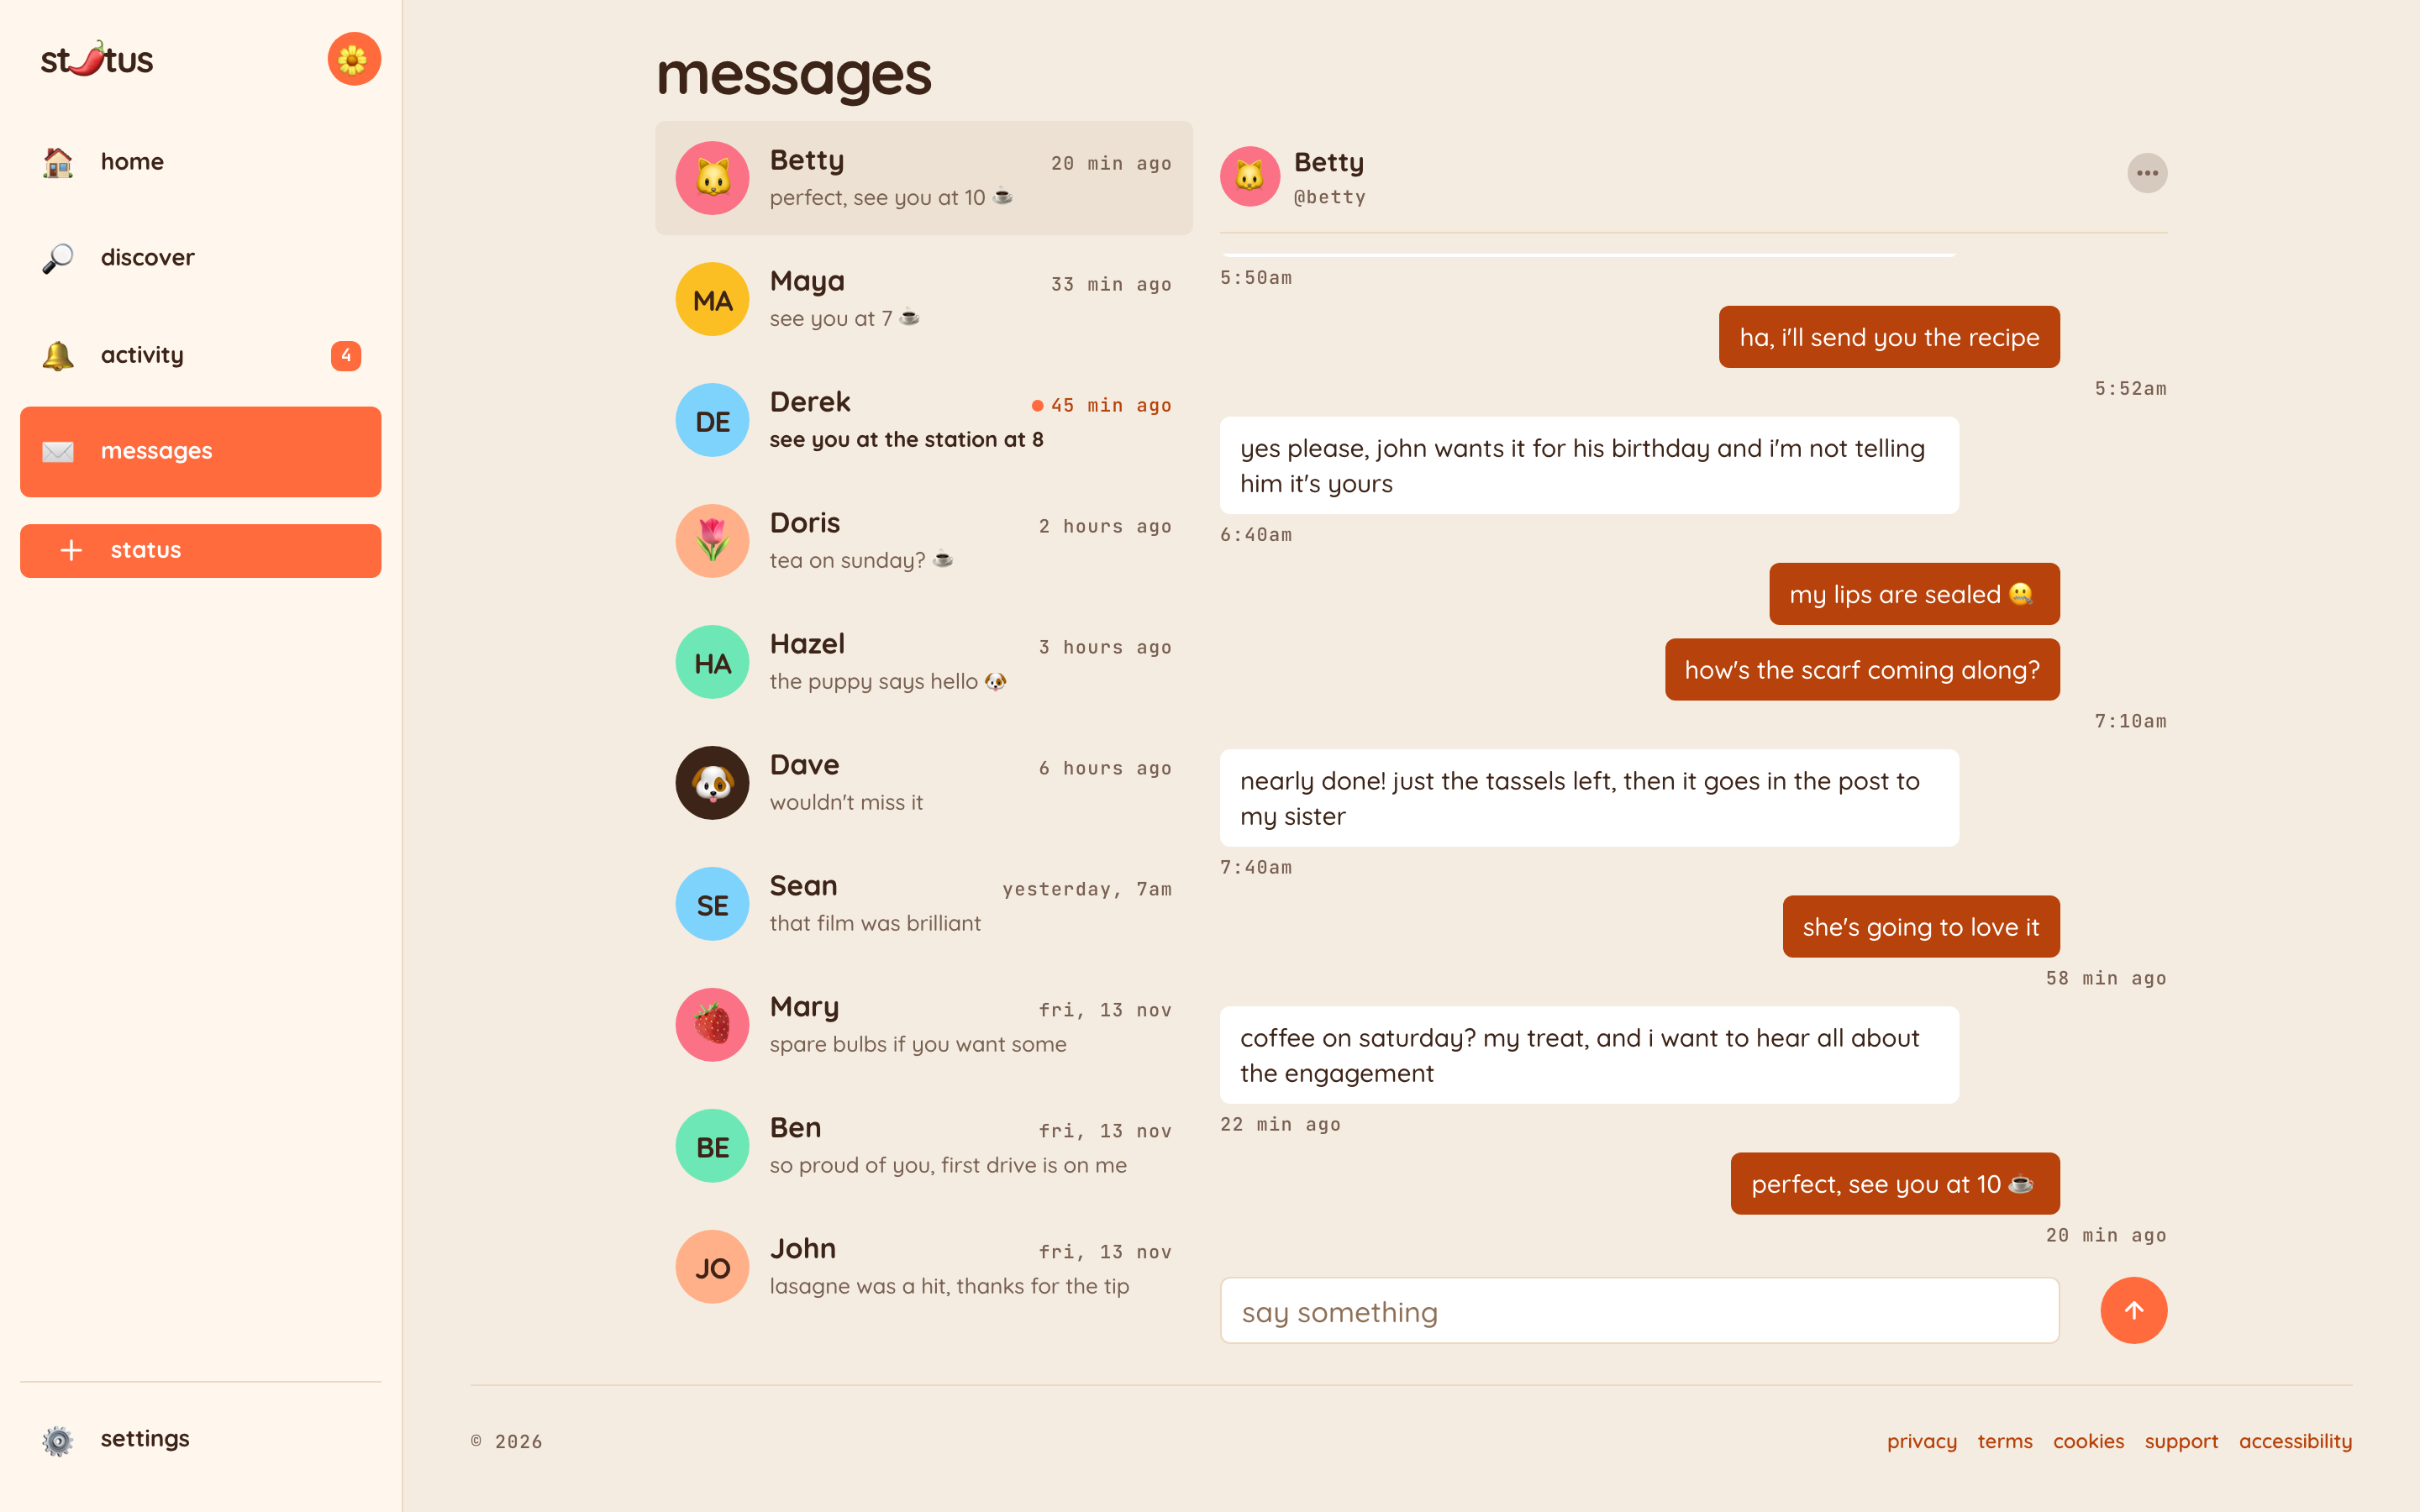 st🌶tus
home
discover
activity
4
messages
status
settings
messages
Betty
20 min ago
perfect, see you at 10 ☕
MA
Maya
33 min ago
see you at 7 ☕
DE
Derek
45 min ago
see you at the station at 8
Doris
2 hours ago
tea on sunday? ☕
HA
Hazel
3 hours ago
the puppy says hello 🐶
Dave
6 hours ago
wouldn't miss it
SE
Sean
yesterday, 7am
that film was brilliant
Mary
fri, 13 nov
spare bulbs if you want some
BE
Ben
fri, 13 nov
so proud of you, first drive is on me
JO
John
fri, 13 nov
lasagne was a hit, thanks for the tip
Betty
@betty
5:50am
ha, i'll send you the recipe
5:52am
yes please, john wants it for his birthday and i'm not telling
him it's yours
6:40am
my lips are sealed 🤐
how's the scarf coming along?
7:10am
nearly done! just the tassels left, then it goes in the post to
my sister
7:40am
she's going to love it
58 min ago
coffee on saturday? my treat, and i want to hear all about
the engagement
22 min ago
perfect, see you at 10 ☕
20 min ago
say something
© 2026
privacy terms cookies support accessibility